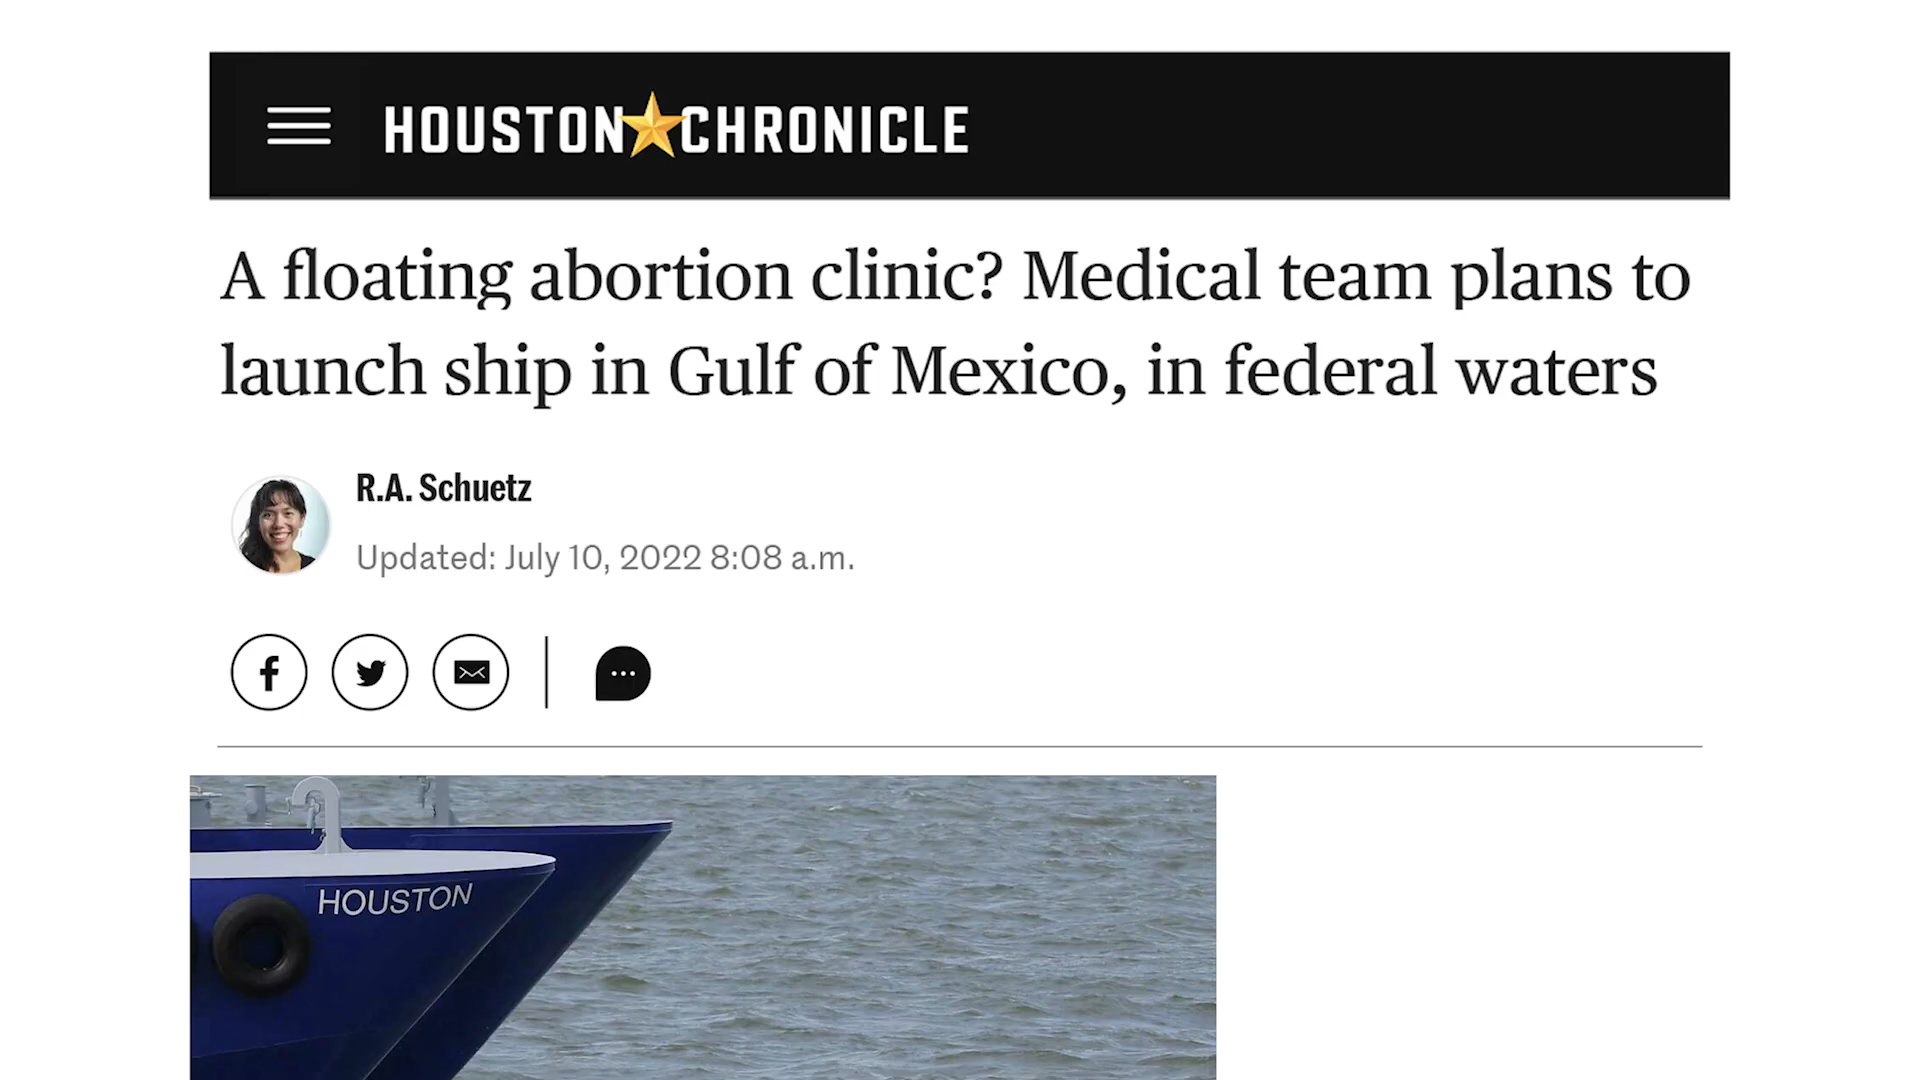 HOUSTON CHRONICLE
A floating abortion clinic? Medical team plans to
launch ship in Gulf of Mexico, in federal waters
R.A. Schuetz
Updated: July 10, 2022 8:08 a.m.
HOUSTON